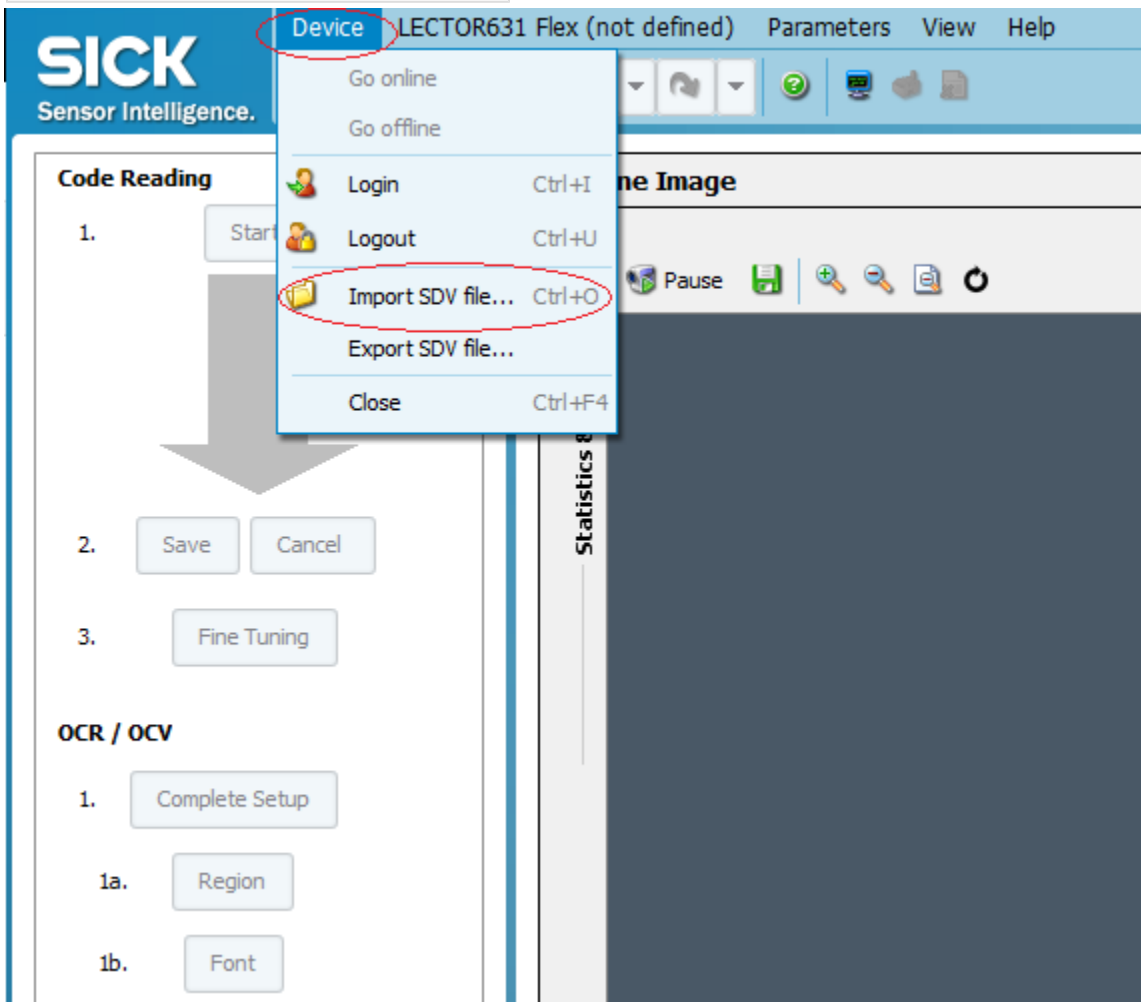 Device LECTOR631 Flex (not defined) Parameters View Help
SICK
Sensor Intelligence.
Go online
Go offline
Login Ctrl+I
Logout Ctrl+U
Import SDV file... Ctrl+O
Export SDV file...
Close Ctrl+F4
Code Reading
1. Start
2. Save Cancel
3. Fine Tuning
OCR / OCV
1. Complete Setup
1a. Region
1b. Font
Image
Pause
Statistics